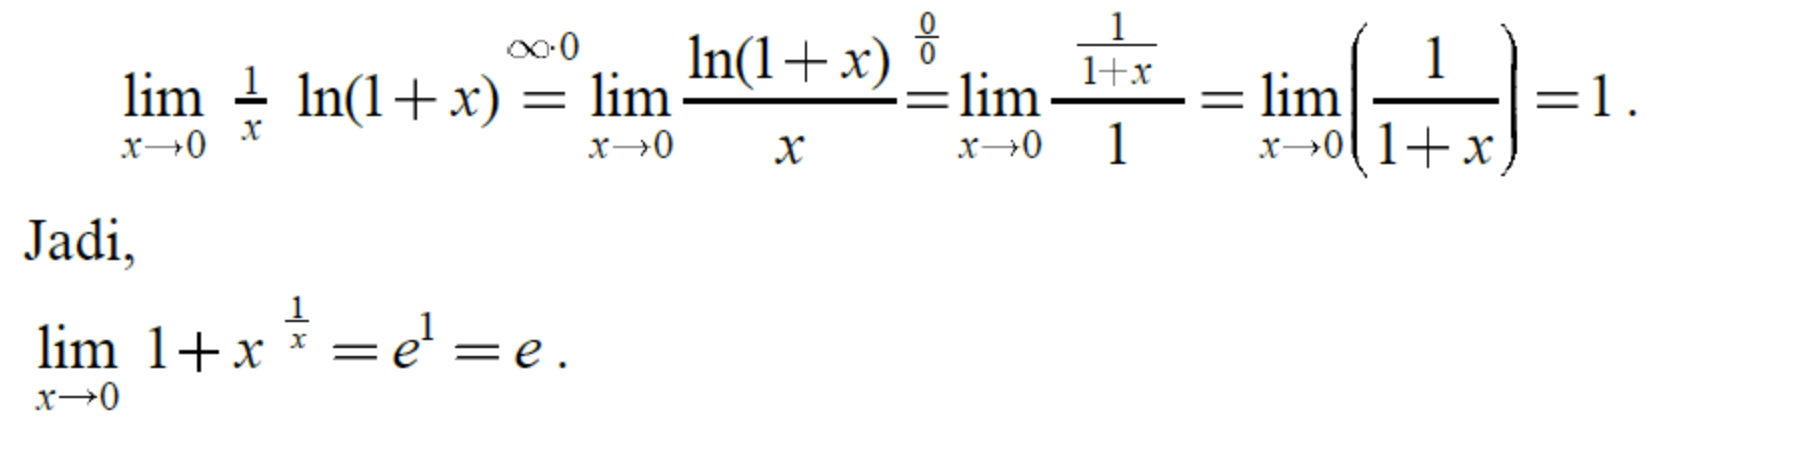 lim_{x→0} 1/x ln(1+x) =^{∞·0} lim_{x→0} ln(1+x)/x =^{0/0} lim_{x→0} (1/(1+x))/1 = lim_{x→0} (1/(1+x)) = 1.
Jadi,
lim_{x→0} 1+x^{1/x} = e^1 = e.